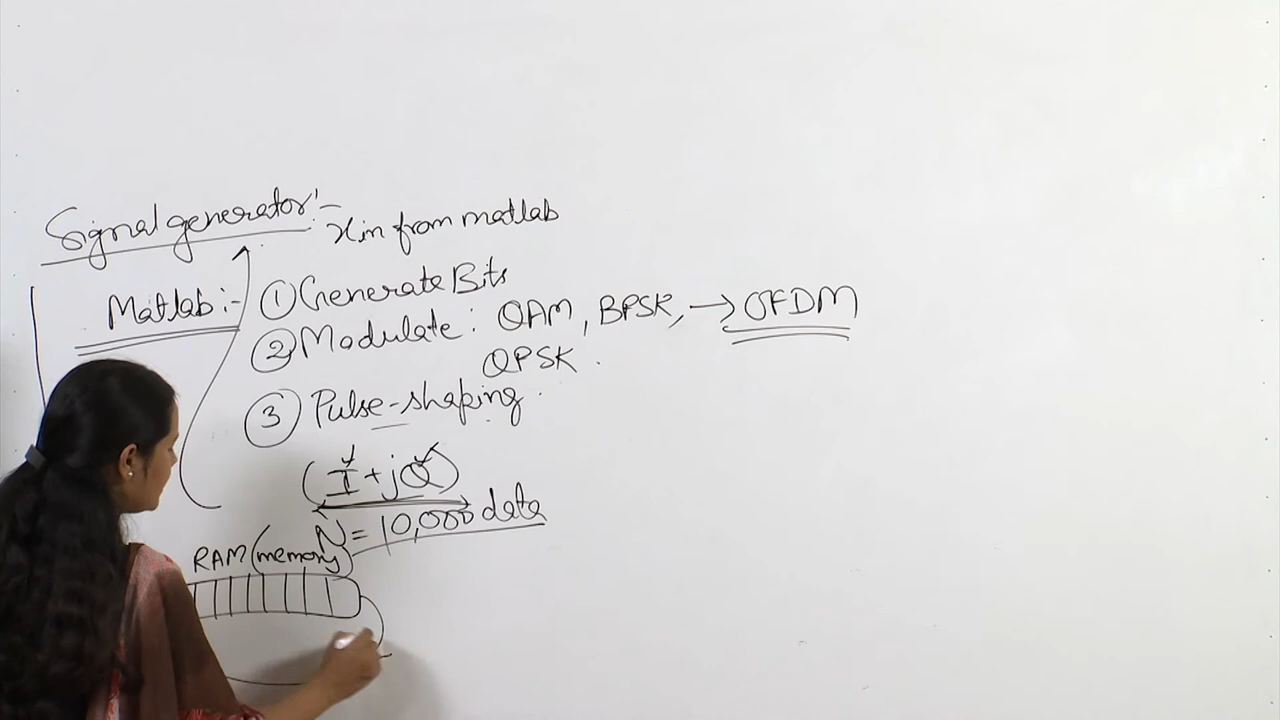 Signal generator:-
xin from matlab
Matlab:- ① Generate Bits
② Modulate: QAM, BPSK, → OFDM
QPSK.
③ Pulse-shaping.
(I+jQ)
N = 10,000 data
RAM (memory)